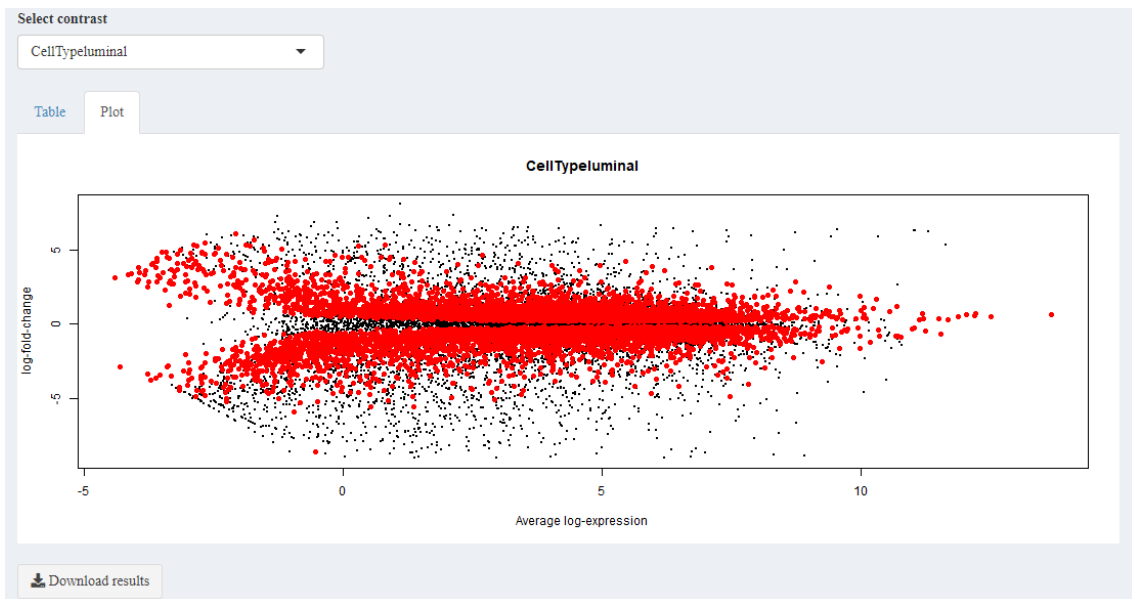 Select contrast
CellTypeluminal
Table
Plot
CellTypeluminal
5
0
-5
log-fold-change
-5
0
5
10
Average log-expression
Download results